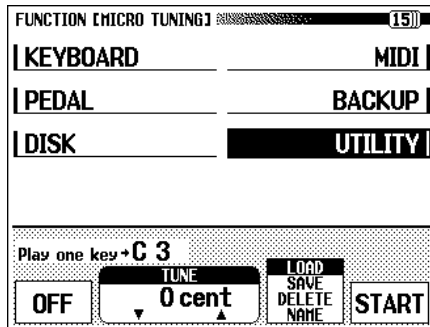 FUNCTION [MICRO TUNING] 15
KEYBOARD MIDI
PEDAL BACKUP
DISK UTILITY
Play one key→C 3
TUNE
0 cent
▼ ▲
OFF
LOAD
SAVE
DELETE
NAME
START